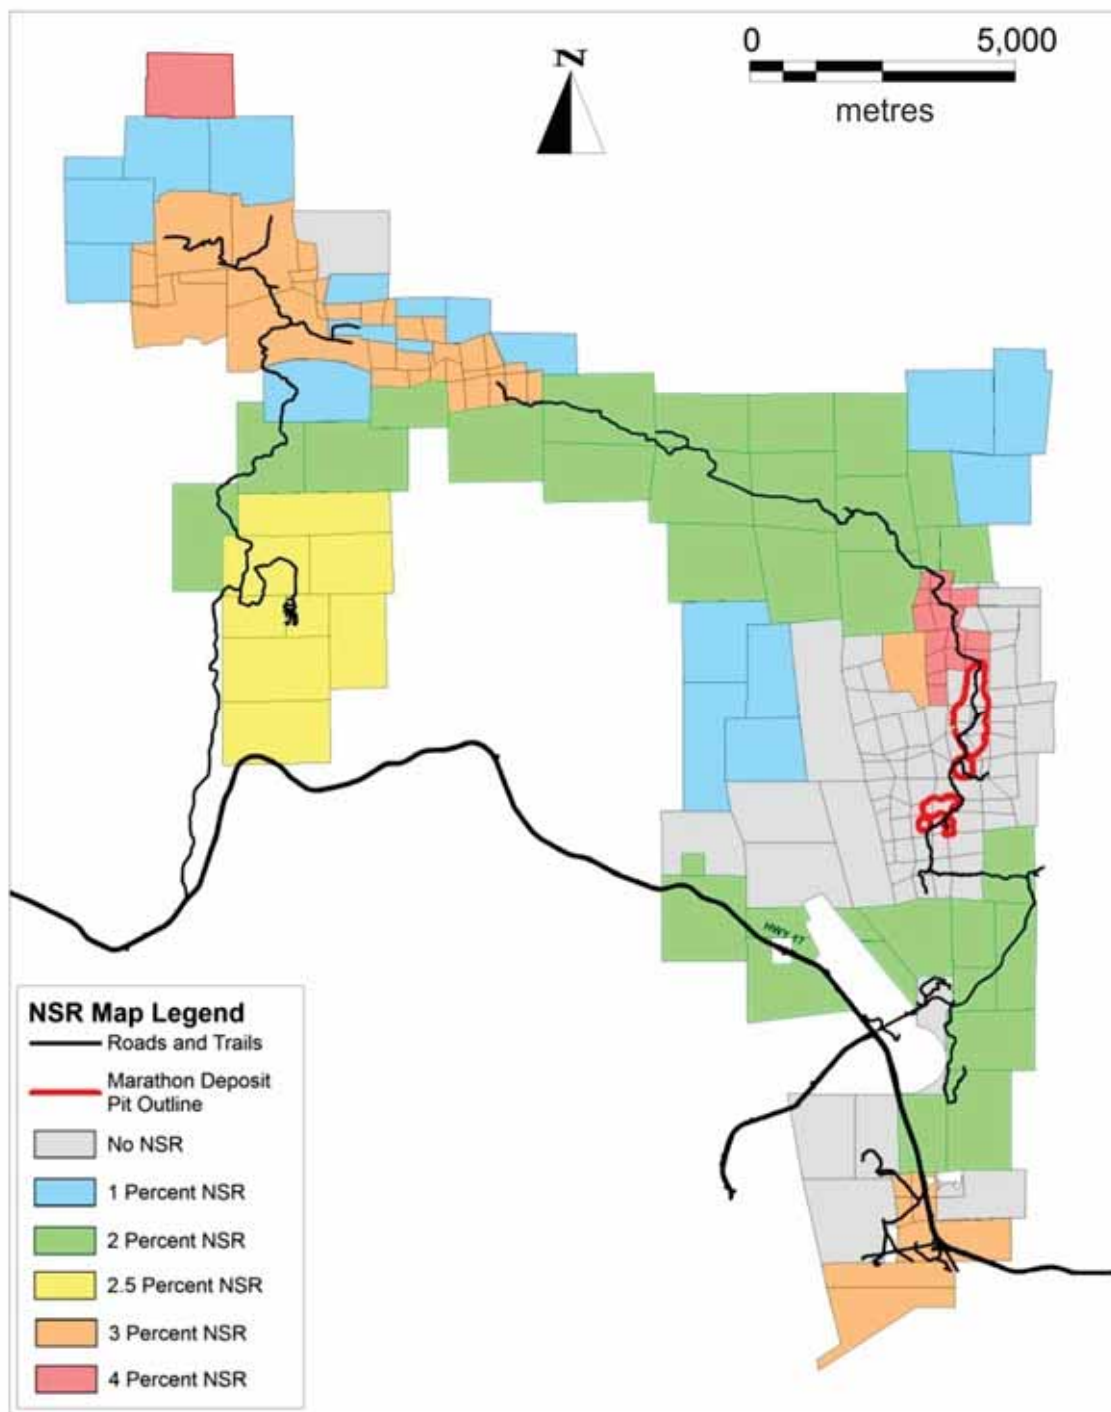 0 5,000
metres
N
HWY 17
NSR Map Legend
Roads and Trails
Marathon Deposit
Pit Outline
No NSR
1 Percent NSR
2 Percent NSR
2.5 Percent NSR
3 Percent NSR
4 Percent NSR